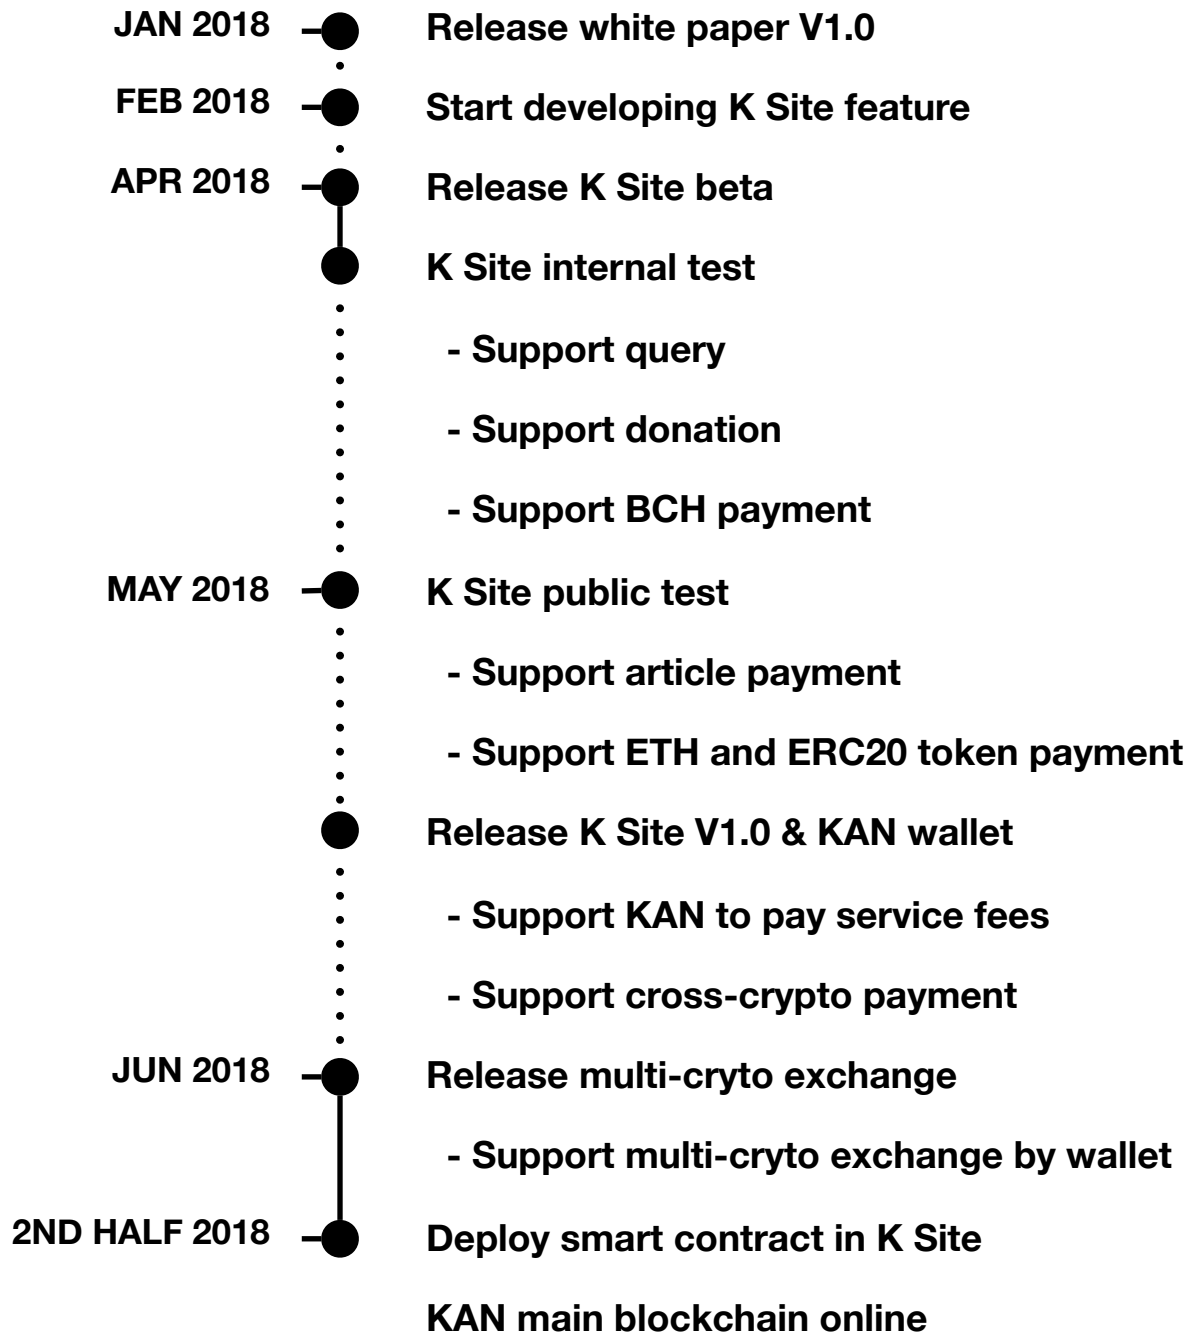 JAN 2018 Release white paper V1.0
FEB 2018 Start developing K Site feature
APR 2018 Release K Site beta
K Site internal test
- Support query
- Support donation
- Support BCH payment
MAY 2018 K Site public test
- Support article payment
- Support ETH and ERC20 token payment
Release K Site V1.0 & KAN wallet
- Support KAN to pay service fees
- Support cross-crypto payment
JUN 2018 Release multi-cryto exchange
- Support multi-cryto exchange by wallet
2ND HALF 2018 Deploy smart contract in K Site
KAN main blockchain online